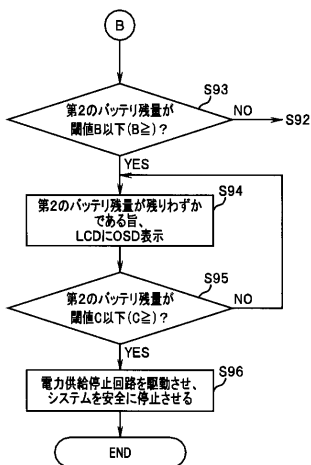 B
S93
第2のバッテリ残量が
閾値B以下(B≧)?
NO
S92
YES
S94
第2のバッテリ残量が残りわずか
である旨、
LCDにOSD表示
S95
第2のバッテリ残量が
閾値C以下(C≧)?
NO
YES
S96
電力供給停止回路を駆動させ、
システムを安全に停止させる
END